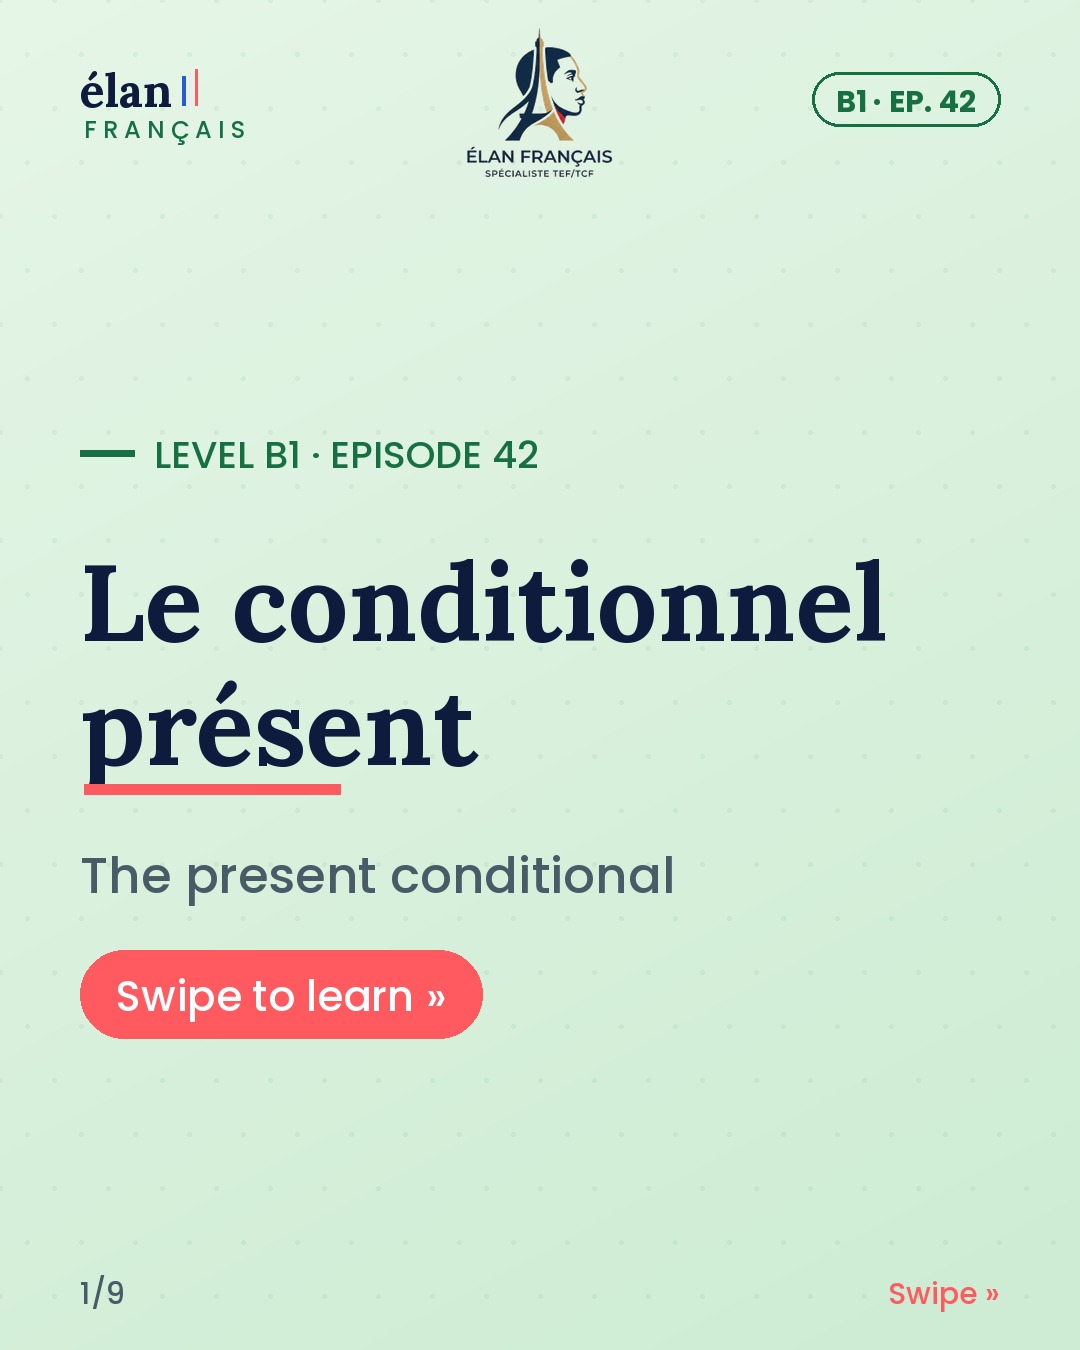 élan
FRANÇAIS
ÉLAN FRANÇAIS
SPÉCIALISTE TEF/TCF
B1 · EP. 42
LEVEL B1 · EPISODE 42
Le conditionnel
présent
The present conditional
Swipe to learn »
1/9
Swipe »